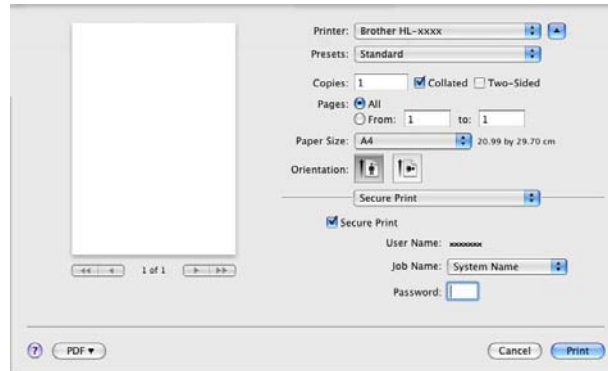 Printer: Brother HL-xxxx
Presets: Standard
Copies: 1 Collated Two-Sided
Pages: All
From: 1 to: 1
Paper Size: A4 20.99 by 29.70 cm
Orientation:
Secure Print
Secure Print
User Name: xxxxxxx
Job Name: System Name
Password:
1 of 1
? PDF Cancel Print